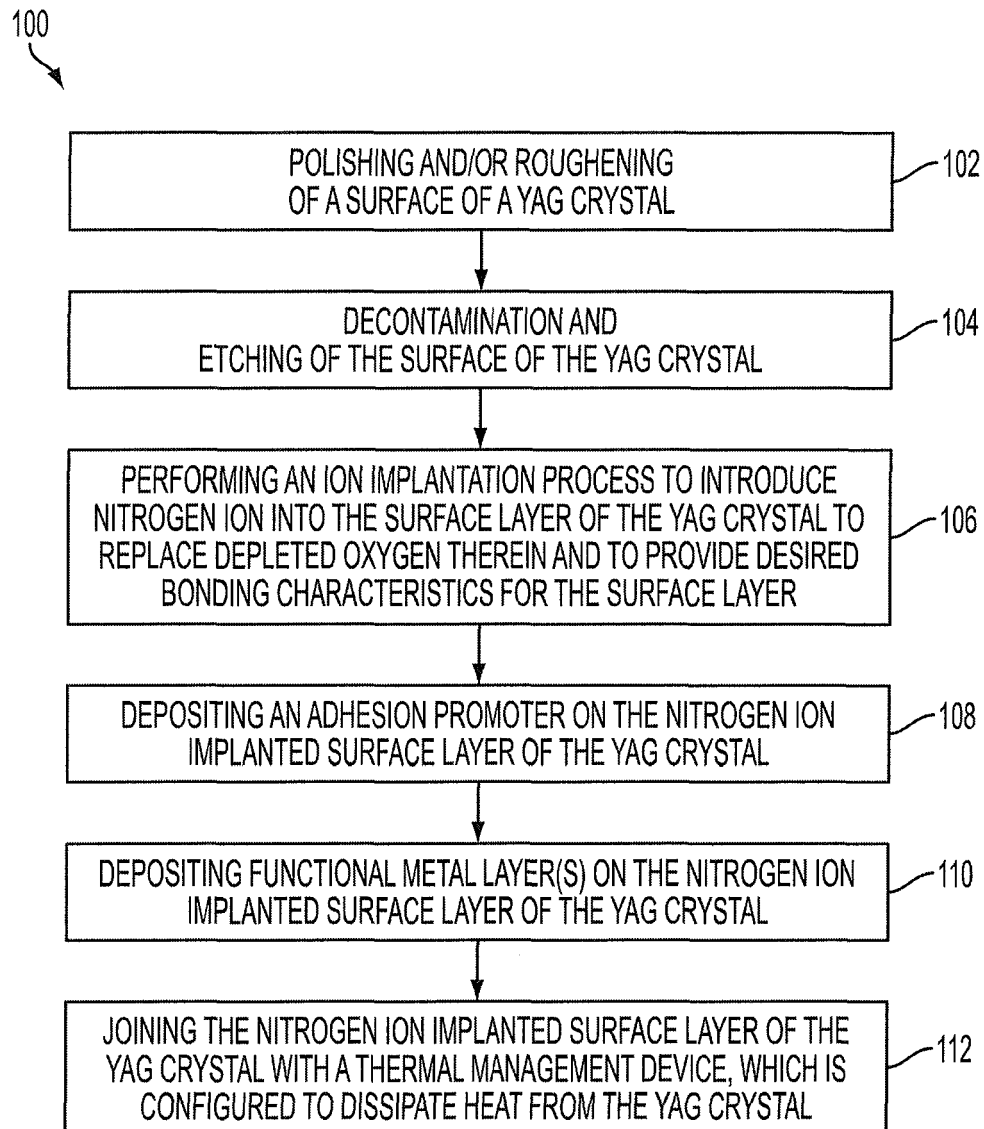 100
POLISHING AND/OR ROUGHENING
OF A SURFACE OF A YAG CRYSTAL
102
DECONTAMINATION AND
ETCHING OF THE SURFACE OF THE YAG CRYSTAL
104
PERFORMING AN ION IMPLANTATION PROCESS TO INTRODUCE
NITROGEN ION INTO THE SURFACE LAYER OF THE YAG CRYSTAL TO
REPLACE DEPLETED OXYGEN THEREIN AND TO PROVIDE DESIRED
BONDING CHARACTERISTICS FOR THE SURFACE LAYER
106
DEPOSITING AN ADHESION PROMOTER ON THE NITROGEN ION
IMPLANTED SURFACE LAYER OF THE YAG CRYSTAL
108
DEPOSITING FUNCTIONAL METAL LAYER(S) ON THE NITROGEN ION
IMPLANTED SURFACE LAYER OF THE YAG CRYSTAL
110
JOINING THE NITROGEN ION IMPLANTED SURFACE LAYER OF THE
YAG CRYSTAL WITH A THERMAL MANAGEMENT DEVICE, WHICH IS
CONFIGURED TO DISSIPATE HEAT FROM THE YAG CRYSTAL
112